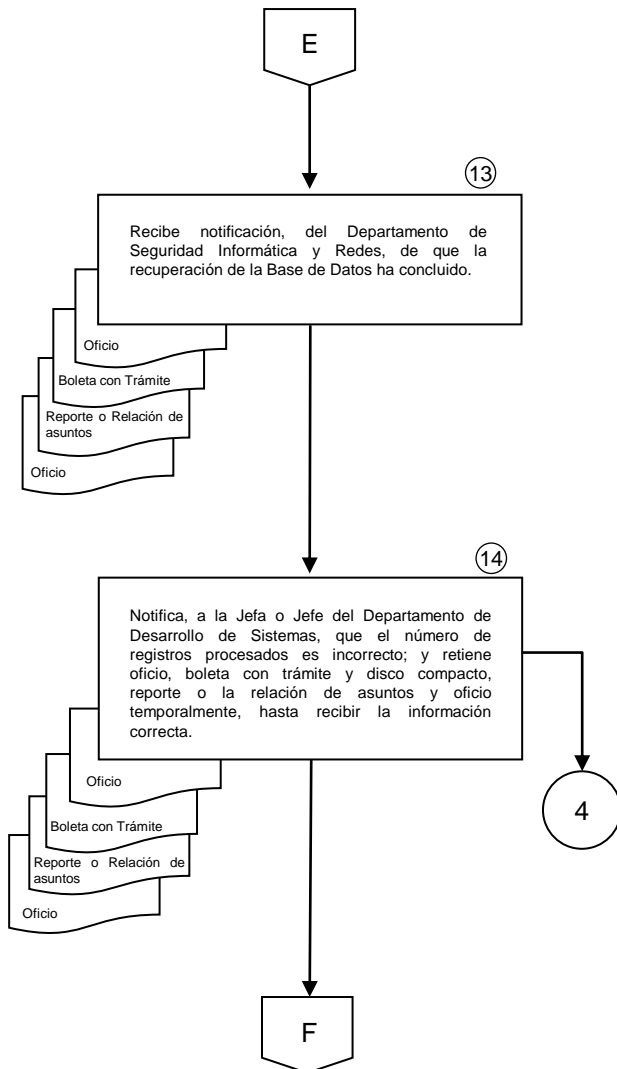 E
13
Recibe notificación, del Departamento de
Seguridad Informática y Redes, de que la
recuperación de la Base de Datos ha concluido.
Oficio
Boleta con Trámite
Reporte o Relación de
asuntos
Oficio
14
Notifica, a la Jefa o Jefe del Departamento de
Desarrollo de Sistemas, que el número de
registros procesados es incorrecto; y retiene
oficio, boleta con trámite y disco compacto,
reporte o la relación de asuntos y oficio
temporalmente, hasta recibir la información
correcta.
4
Oficio
Boleta con Trámite
Reporte o Relación de
asuntos
Oficio
F